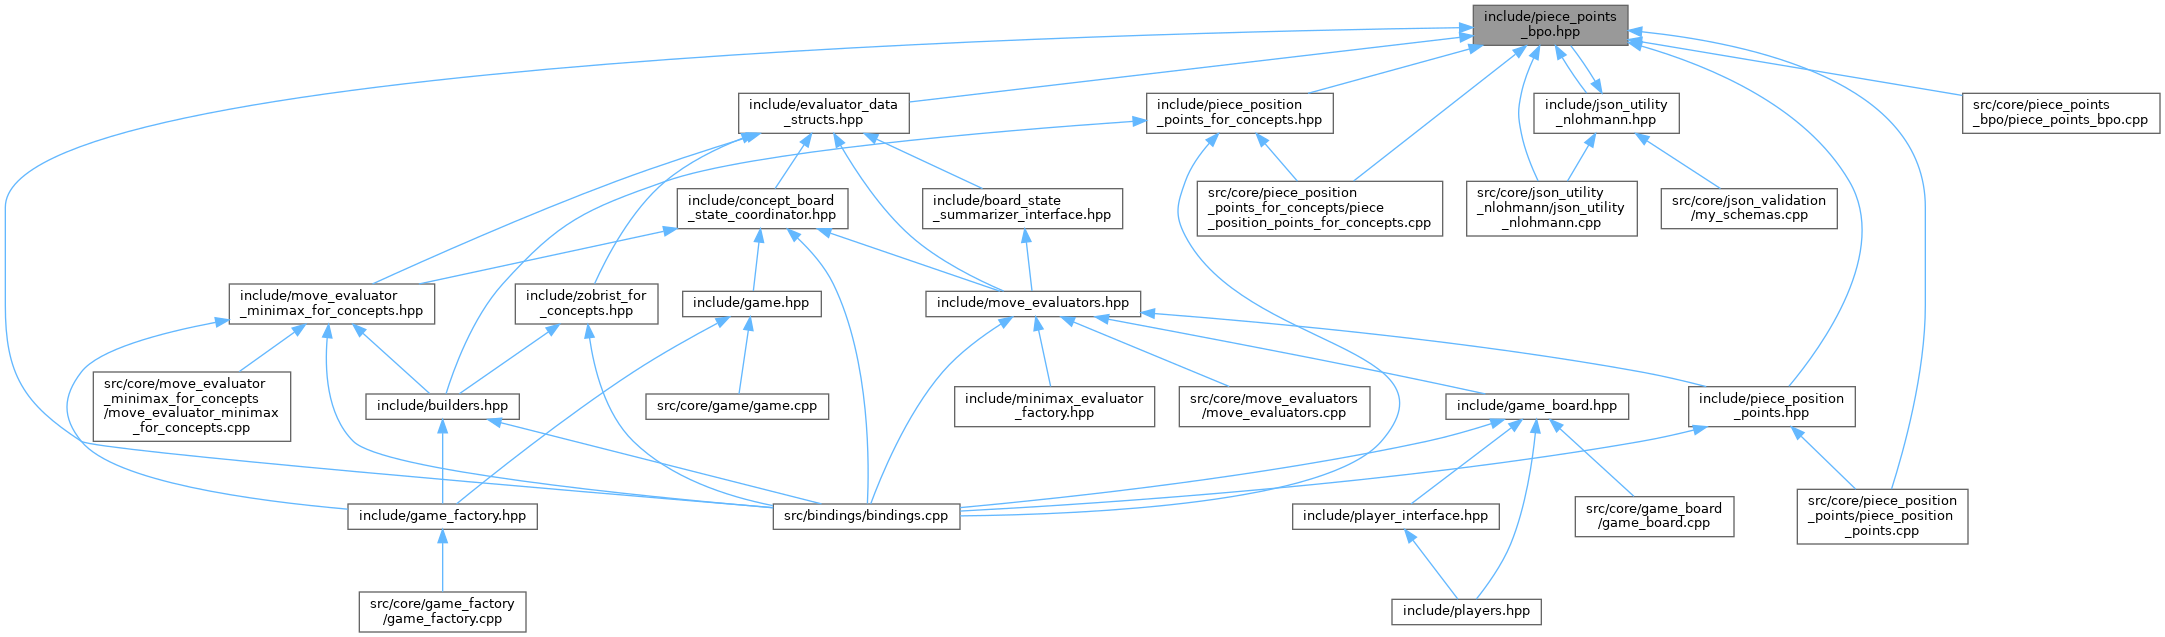 include/piece_points
_bpo.hpp
include/evaluator_data
_structs.hpp
include/piece_position
_points_for_concepts.hpp
include/json_utility
_nlohmann.hpp
src/core/piece_points
_bpo/piece_points_bpo.cpp
include/concept_board
_state_coordinator.hpp
include/board_state
_summarizer_interface.hpp
src/core/piece_position
_points_for_concepts/piece
_position_points_for_concepts.cpp
src/core/json_utility
_nlohmann/json_utility
_nlohmann.cpp
src/core/json_validation
/my_schemas.cpp
include/move_evaluator
_minimax_for_concepts.hpp
include/zobrist_for
_concepts.hpp
include/game.hpp
include/move_evaluators.hpp
src/core/move_evaluator
_minimax_for_concepts
/move_evaluator_minimax
_for_concepts.cpp
include/builders.hpp
src/core/game/game.cpp
include/minimax_evaluator
_factory.hpp
src/core/move_evaluators
/move_evaluators.cpp
include/game_board.hpp
include/piece_position
_points.hpp
include/game_factory.hpp
src/bindings/bindings.cpp
include/player_interface.hpp
src/core/game_board
/game_board.cpp
src/core/piece_position
_points/piece_position
_points.cpp
src/core/game_factory
/game_factory.cpp
include/players.hpp